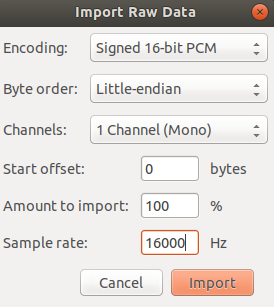 Import Raw Data
Encoding: Signed 16-bit PCM
Byte order: Little-endian
Channels: 1 Channel (Mono)
Start offset: 0 bytes
Amount to import: 100 %
Sample rate: 16000 Hz
Cancel Import